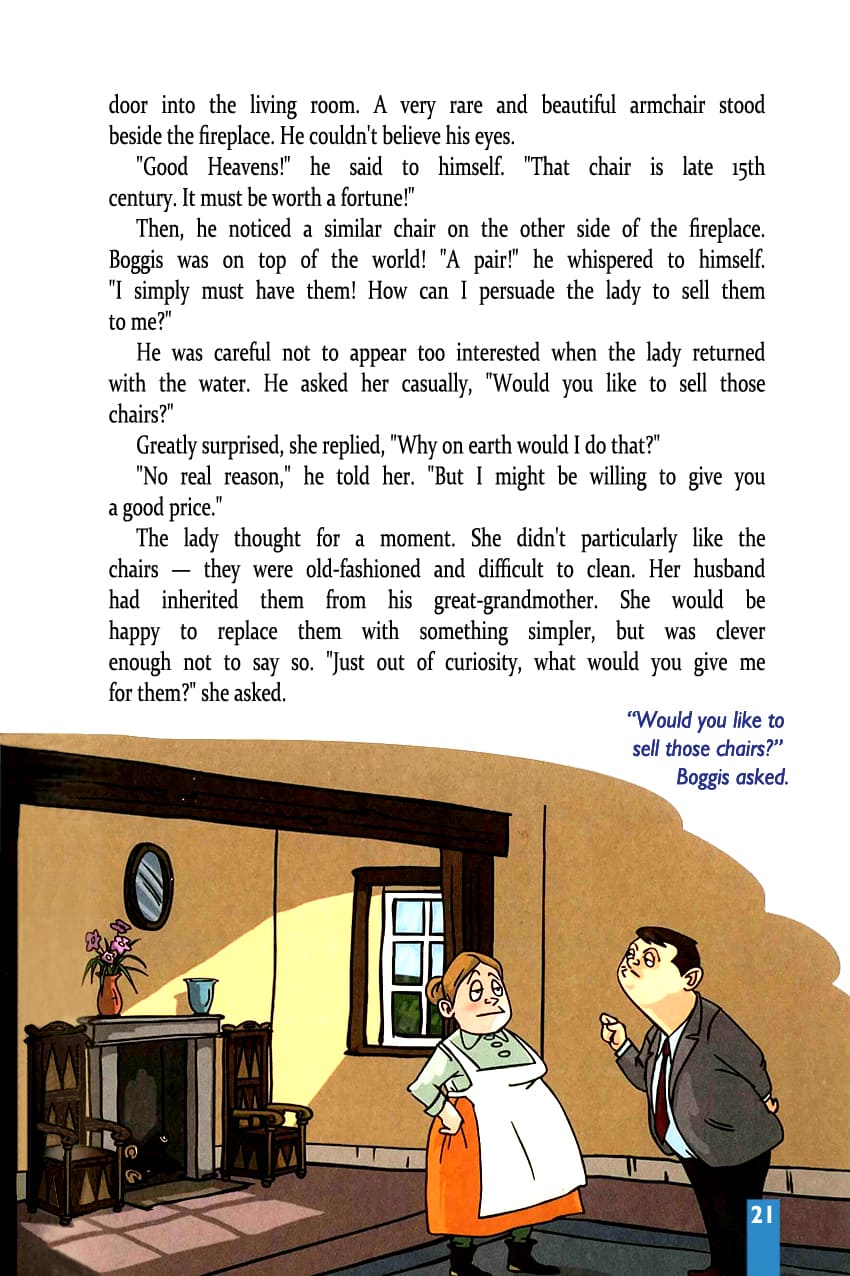 door into the living room. A very rare and beautiful armchair stood
beside the fireplace. He couldn't believe his eyes.
"Good Heavens!" he said to himself. "That chair is late 15th
century. It must be worth a fortune!"
Then, he noticed a similar chair on the other side of the fireplace.
Boggis was on top of the world! "A pair!" he whispered to himself.
"I simply must have them! How can I persuade the lady to sell them
to me?"
He was careful not to appear too interested when the lady returned
with the water. He asked her casually, "Would you like to sell those
chairs?"
Greatly surprised, she replied, "Why on earth would I do that?"
"No real reason," he told her. "But I might be willing to give you
a good price."
The lady thought for a moment. She didn't particularly like the
chairs — they were old-fashioned and difficult to clean. Her husband
had inherited them from his great-grandmother. She would be
happy to replace them with something simpler, but was clever
enough not to say so. "Just out of curiosity, what would you give me
for them?" she asked.
“Would you like to
sell those chairs?”
Boggis asked.
21